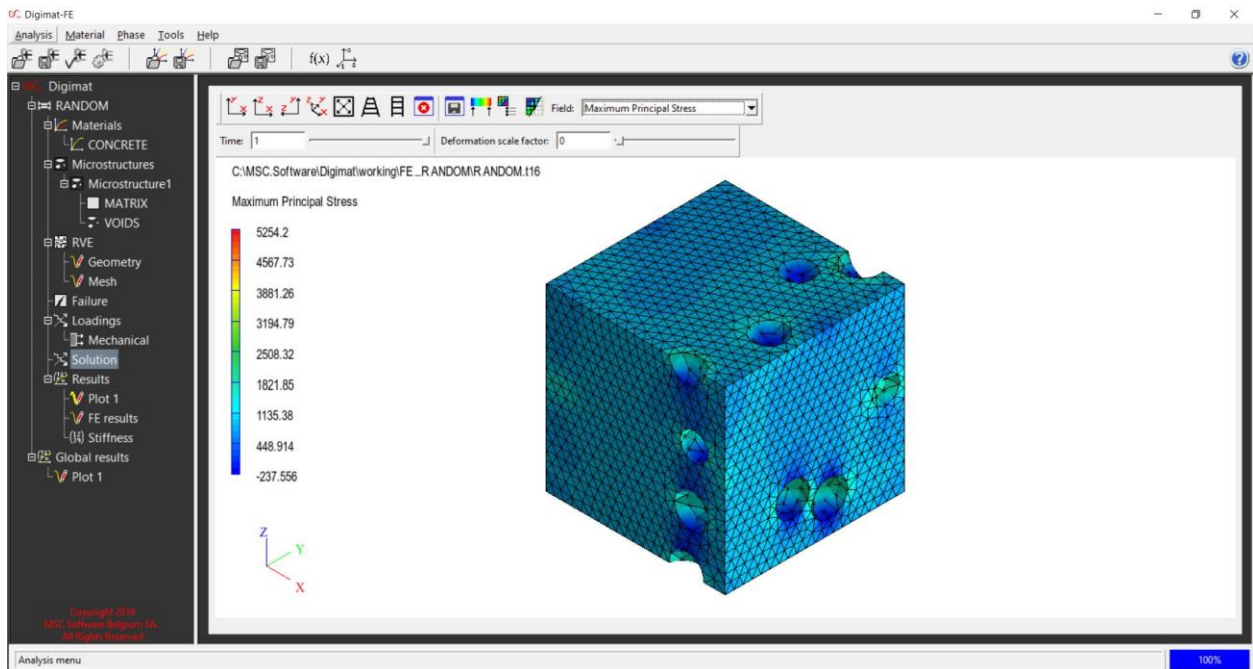 Digimat-FE
Analysis Material Phase Tools Help
f(x)
Digimat
RANDOM
Materials
CONCRETE
Microstructures
Microstructure1
MATRIX
VOIDS
RVE
Geometry
Mesh
Failure
Loadings
Mechanical
Solution
Results
Plot 1
FE results
Stiffness
Global results
Plot 1
Copyright 2016
MSC Software Belgium SA.
All Rights Reserved
Field: Maximum Principal Stress
Time: 1 Deformation scale factor: 0
C:\MSC.Software\Digimat\working\FE_RANDOM\RANDOM.t16
Maximum Principal Stress
5254.2
4567.73
3881.26
3194.79
2508.32
1821.85
1135.38
448.914
-237.556
Z
Y
X
Analysis menu 100%